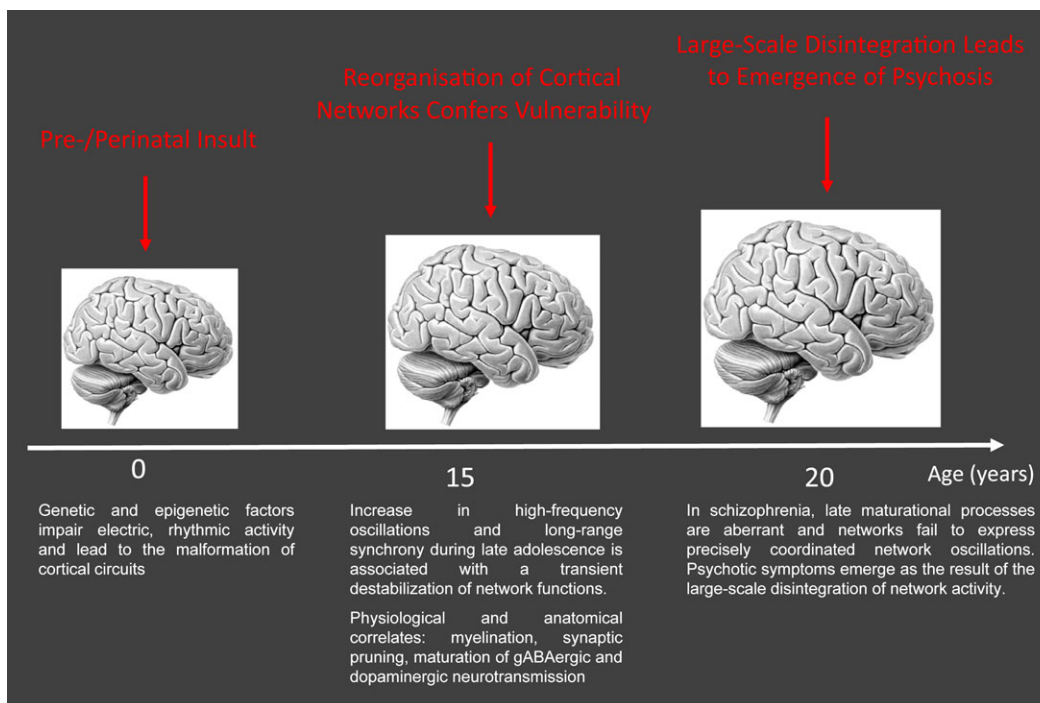 Pre-/Perinatal Insult
Reorganisation of Cortical
Networks Confers Vulnerability
Large-Scale Disintegration Leads
to Emergence of Psychosis
0
15
20
Age (years)
Genetic and epigenetic factors
impair electric, rhythmic activity
and lead to the malformation of
cortical circuits
Increase in high-frequency
oscillations and long-range
synchrony during late adolescence is
associated with a transient
destabilization of network functions.
Physiological and anatomical
correlates: myelination, synaptic
pruning, maturation of gABAergic and
dopaminergic neurotransmission
In schizophrenia, late maturational processes
are aberrant and networks fail to express
precisely coordinated network oscillations.
Psychotic symptoms emerge as the result of the
large-scale disintegration of network activity.